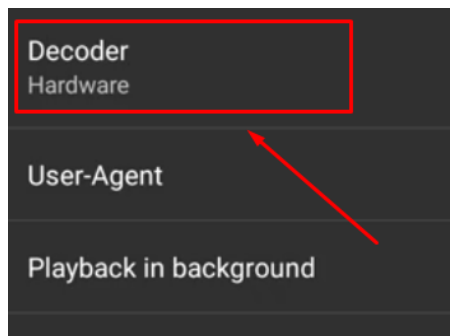 Decoder
Hardware
User-Agent
Playback in background